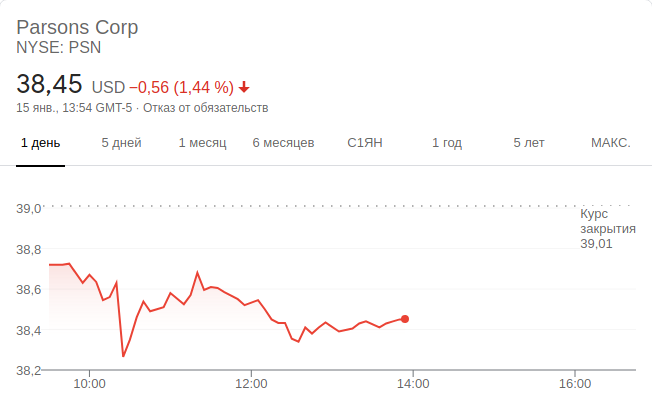 Parsons Corp
NYSE: PSN
38,45 USD −0,56 (1,44 %)
15 янв., 13:54 GMT-5 · Отказ от обязательств
1 день 5 дней 1 месяц 6 месяцев С1ЯН 1 год 5 лет МАКС.
39,0
Курс
закрытия
39,01
38,8
38,6
38,4
38,2
10:00 12:00 14:00 16:00